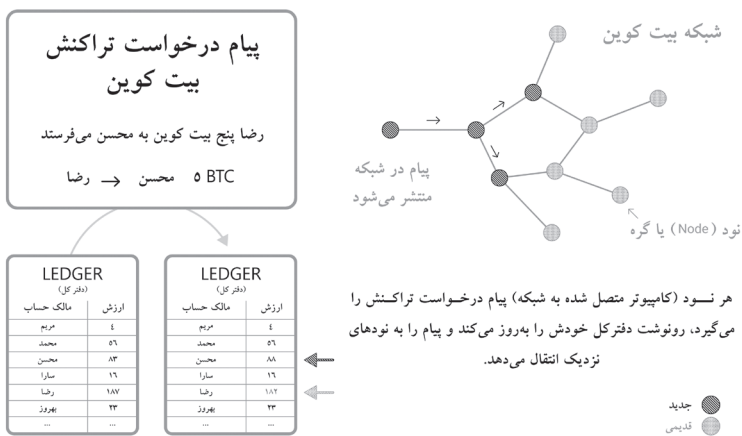 پیام درخواست تراکنش
بیت کوین
رضا پنج بیت کوین به محسن می‌فرستد
رضا → محسن ۵ BTC
شبکه بیت کوین
پیام در شبکه
منتشر می‌شود
نود (Node) یا گره
LEDGER
(دفتر کل)
مالک حساب ارزش
مریم ۴
محمد ۵۶
محسن ۸۳
سارا ۱۶
رضا ۱۸۷
بهروز ۲۳
... ...
LEDGER
(دفتر کل)
مالک حساب ارزش
مریم ۴
محمد ۵۶
محسن ۸۸
سارا ۱۶
رضا ۱۸۲
بهروز ۲۳
... ...
هر نود (کامپیوتر متصل شده به شبکه) پیام درخواست تراکنش را
می‌گیرد، رونوشت دفترکل خودش را به‌روز می‌کند و پیام را به نودهای
نزدیک انتقال می‌دهد.
جدید
قدیمی